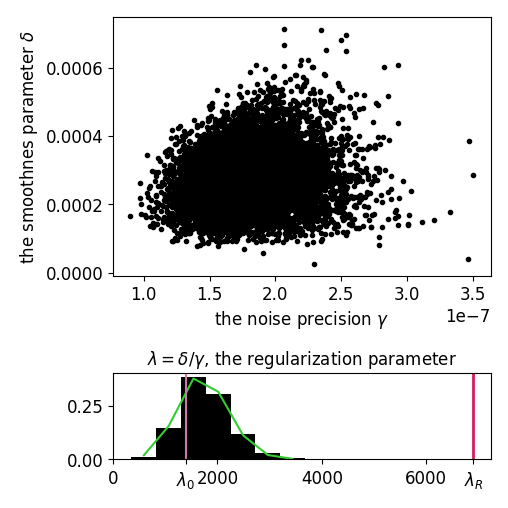 the smoothnes parameter δ
0.0006
0.0004
0.0002
0.0000
1.0 1.5 2.0 2.5 3.0 3.5
the noise precision γ
1e−7
λ = δ/γ, the regularization parameter
0.25
0.00
0 λ₀ 2000 4000 6000 λ_R